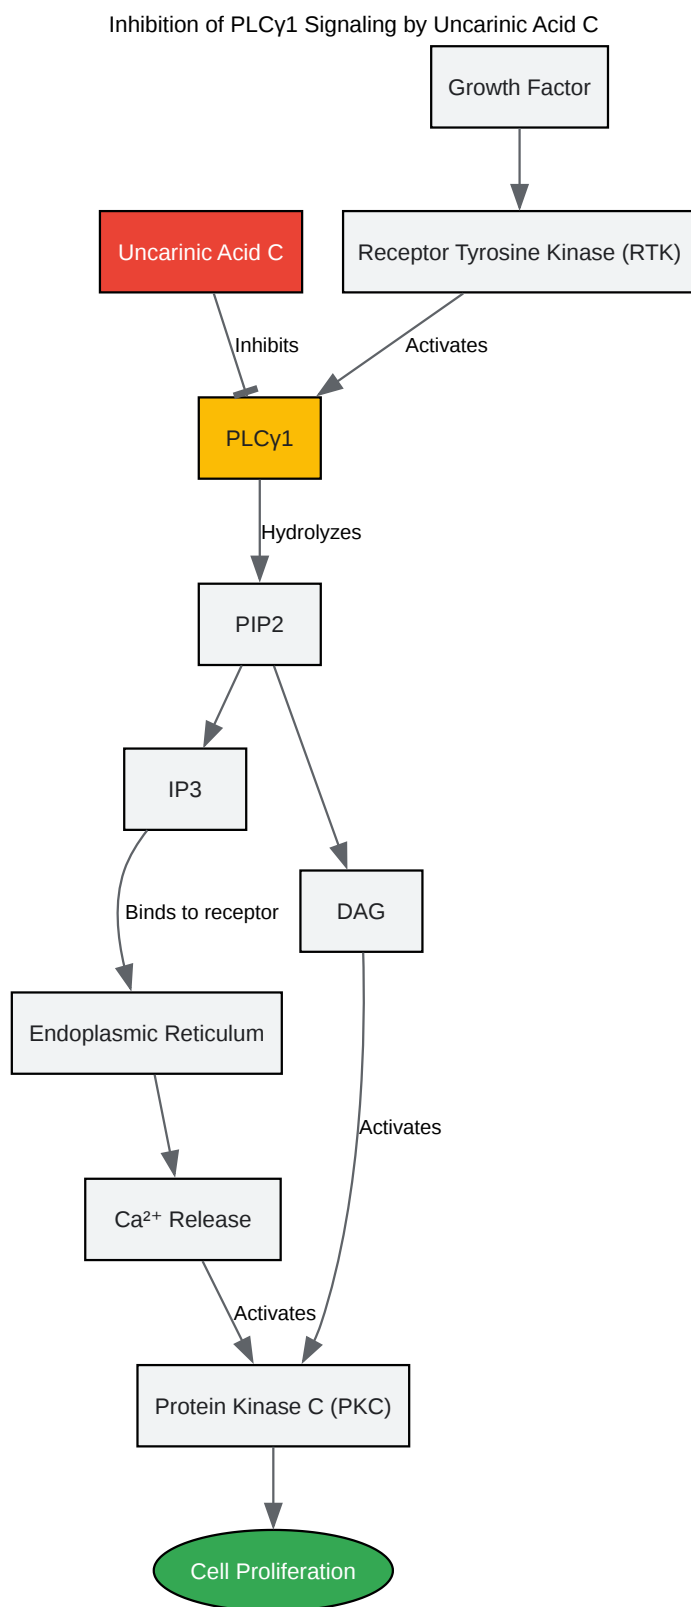 Inhibition of PLCγ1 Signaling by Uncarinic Acid C
Growth Factor
Uncarinic Acid C
Receptor Tyrosine Kinase (RTK)
Inhibits
Activates
PLCγ1
Hydrolyzes
PIP2
IP3
DAG
Binds to receptor
Endoplasmic Reticulum
Activates
Ca²⁺ Release
Activates
Protein Kinase C (PKC)
Cell Proliferation